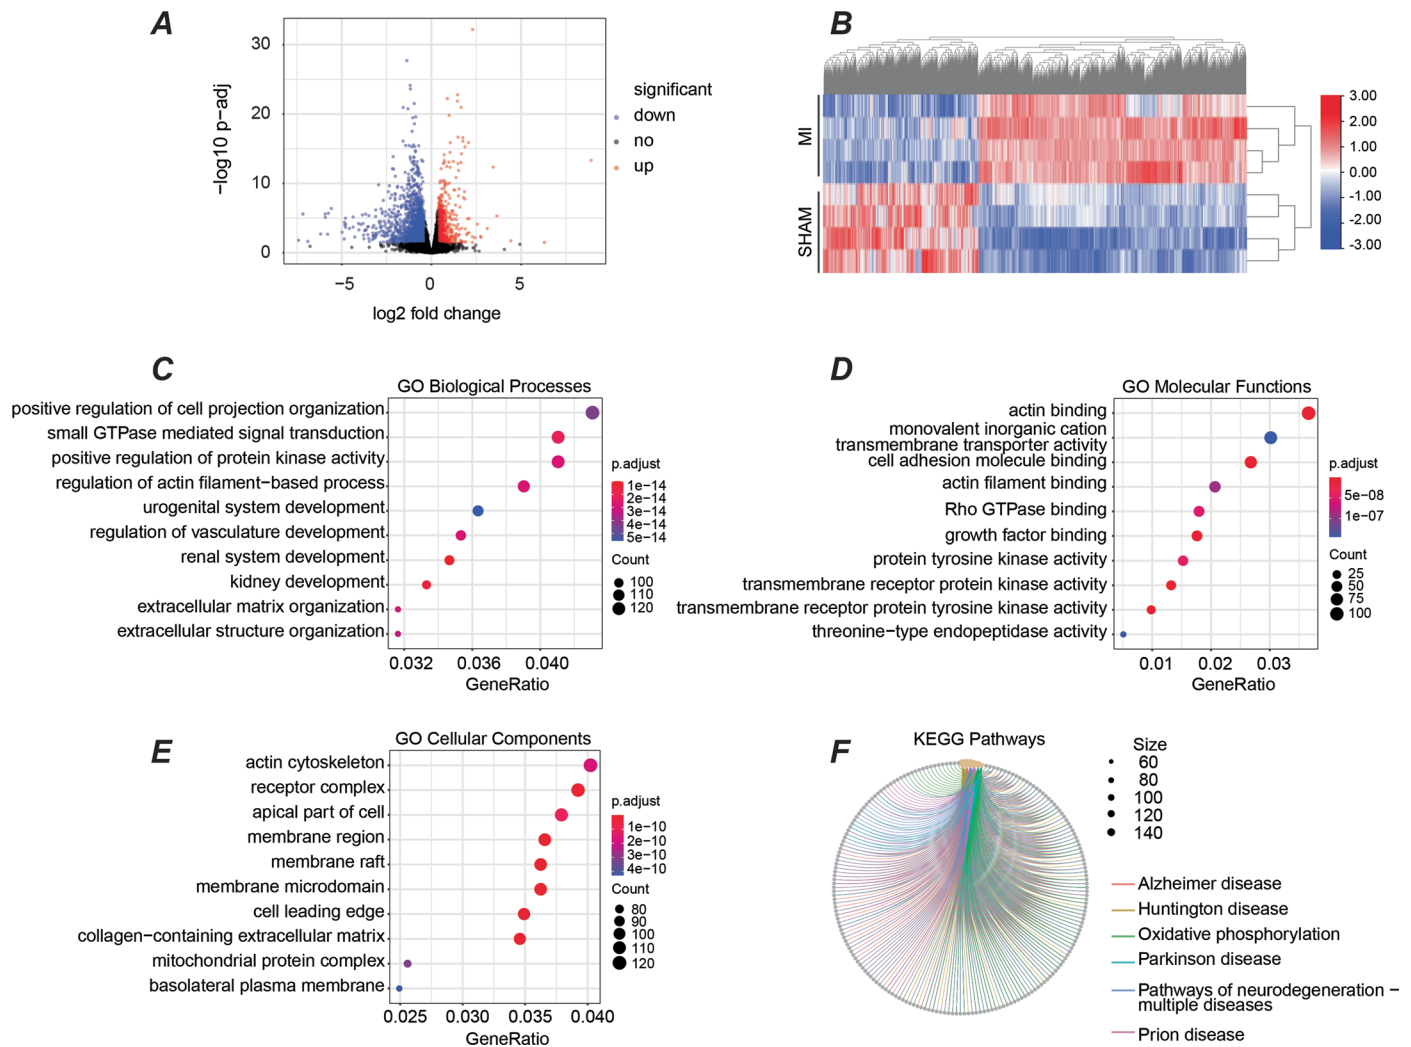 A
30
20
10
0
−log10 p−adj
−5
0
5
log2 fold change
significant
down
no
up
B
MI
SHAM
3.00
2.00
1.00
0.00
-1.00
-2.00
-3.00
C
GO Biological Processes
positive regulation of cell projection organization
small GTPase mediated signal transduction
positive regulation of protein kinase activity
regulation of actin filament−based process
urogenital system development
regulation of vasculature development
renal system development
kidney development
extracellular matrix organization
extracellular structure organization
0.032
0.036
0.040
GeneRatio
p.adjust
1e−14
2e−14
3e−14
4e−14
5e−14
Count
100
110
120
D
GO Molecular Functions
actin binding
monovalent inorganic cation
transmembrane transporter activity
cell adhesion molecule binding
actin filament binding
Rho GTPase binding
growth factor binding
protein tyrosine kinase activity
transmembrane receptor protein kinase activity
transmembrane receptor protein tyrosine kinase activity
threonine−type endopeptidase activity
0.01
0.02
0.03
GeneRatio
p.adjust
5e−08
1e−07
Count
25
50
75
100
E
GO Cellular Components
actin cytoskeleton
receptor complex
apical part of cell
membrane region
membrane raft
membrane microdomain
cell leading edge
collagen−containing extracellular matrix
mitochondrial protein complex
basolateral plasma membrane
0.025
0.030
0.035
0.040
GeneRatio
p.adjust
1e−10
2e−10
3e−10
4e−10
Count
80
90
100
110
120
F
KEGG Pathways
Size
60
80
100
120
140
Alzheimer disease
Huntington disease
Oxidative phosphorylation
Parkinson disease
Pathways of neurodegeneration −
multiple diseases
Prion disease